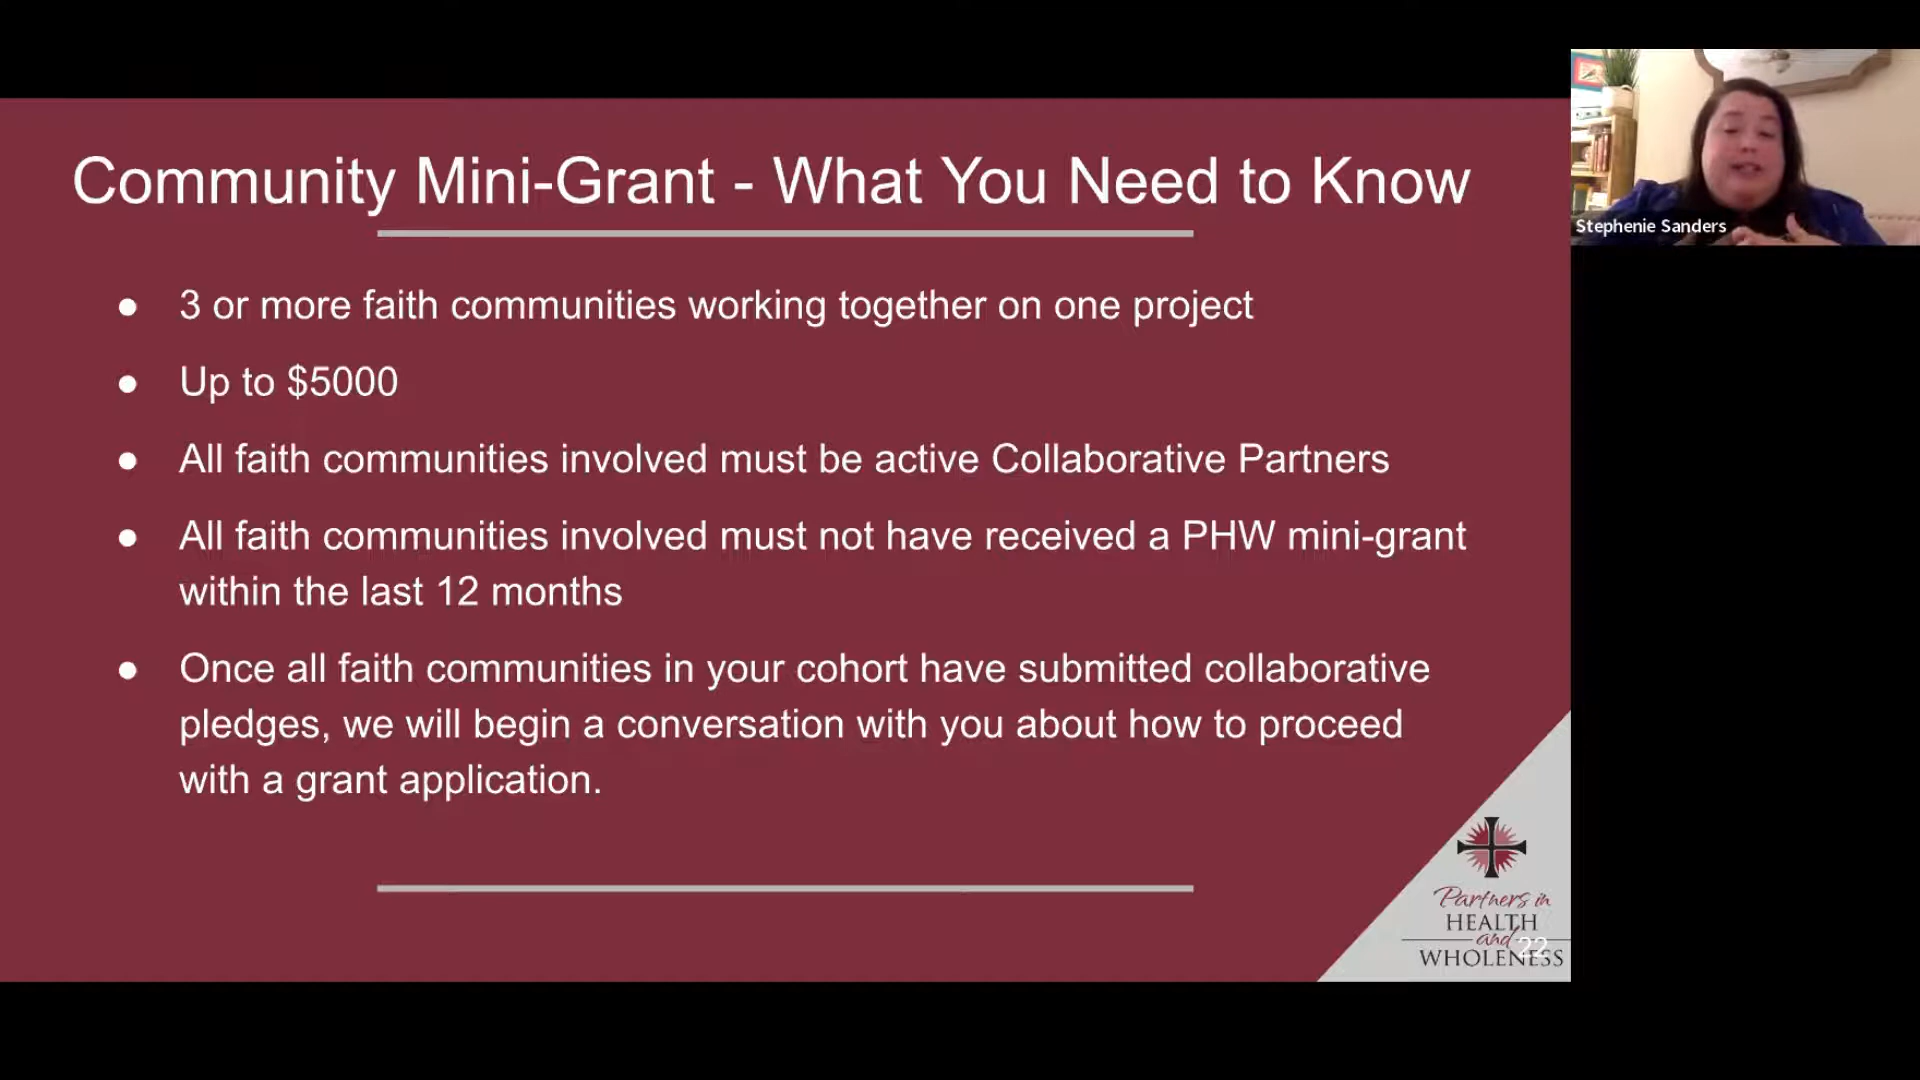 Community Mini-Grant - What You Need to Know
● 3 or more faith communities working together on one project
● Up to $5000
● All faith communities involved must be active Collaborative Partners
● All faith communities involved must not have received a PHW mini-grant
within the last 12 months
● Once all faith communities in your cohort have submitted collaborative
pledges, we will begin a conversation with you about how to proceed
with a grant application.
Partners in
HEALTH
and
22
WHOLENESS
Stephenie Sanders